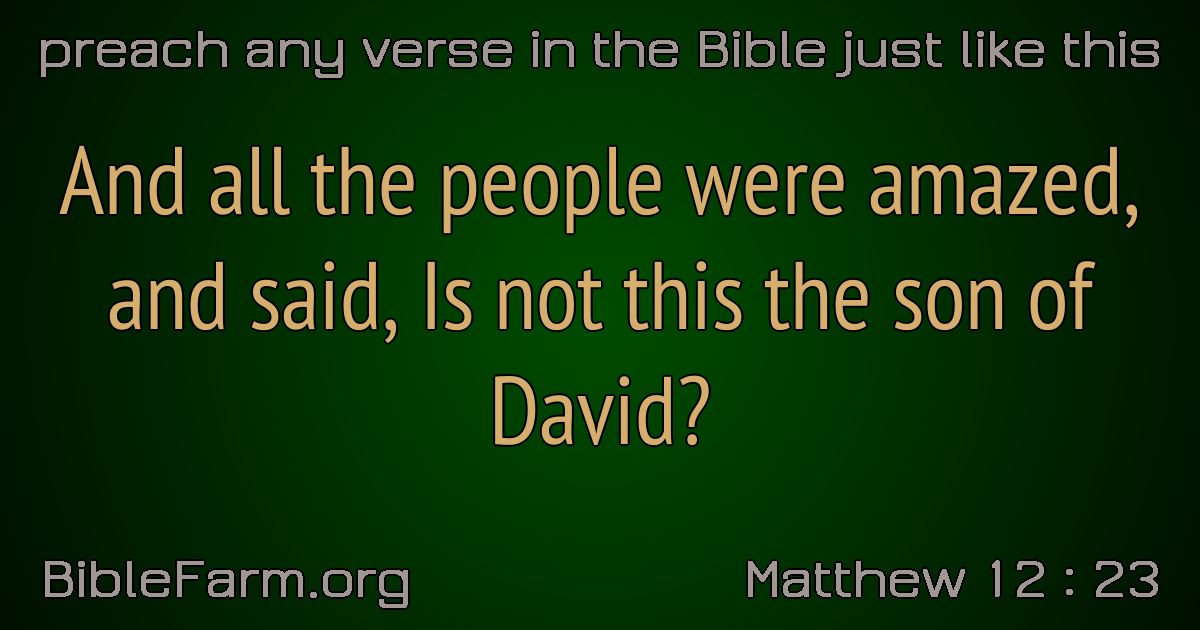 preach any verse in the Bible just like this
And all the people were amazed,
and said, Is not this the son of
David?
BibleFarm.org
Matthew 12 : 23